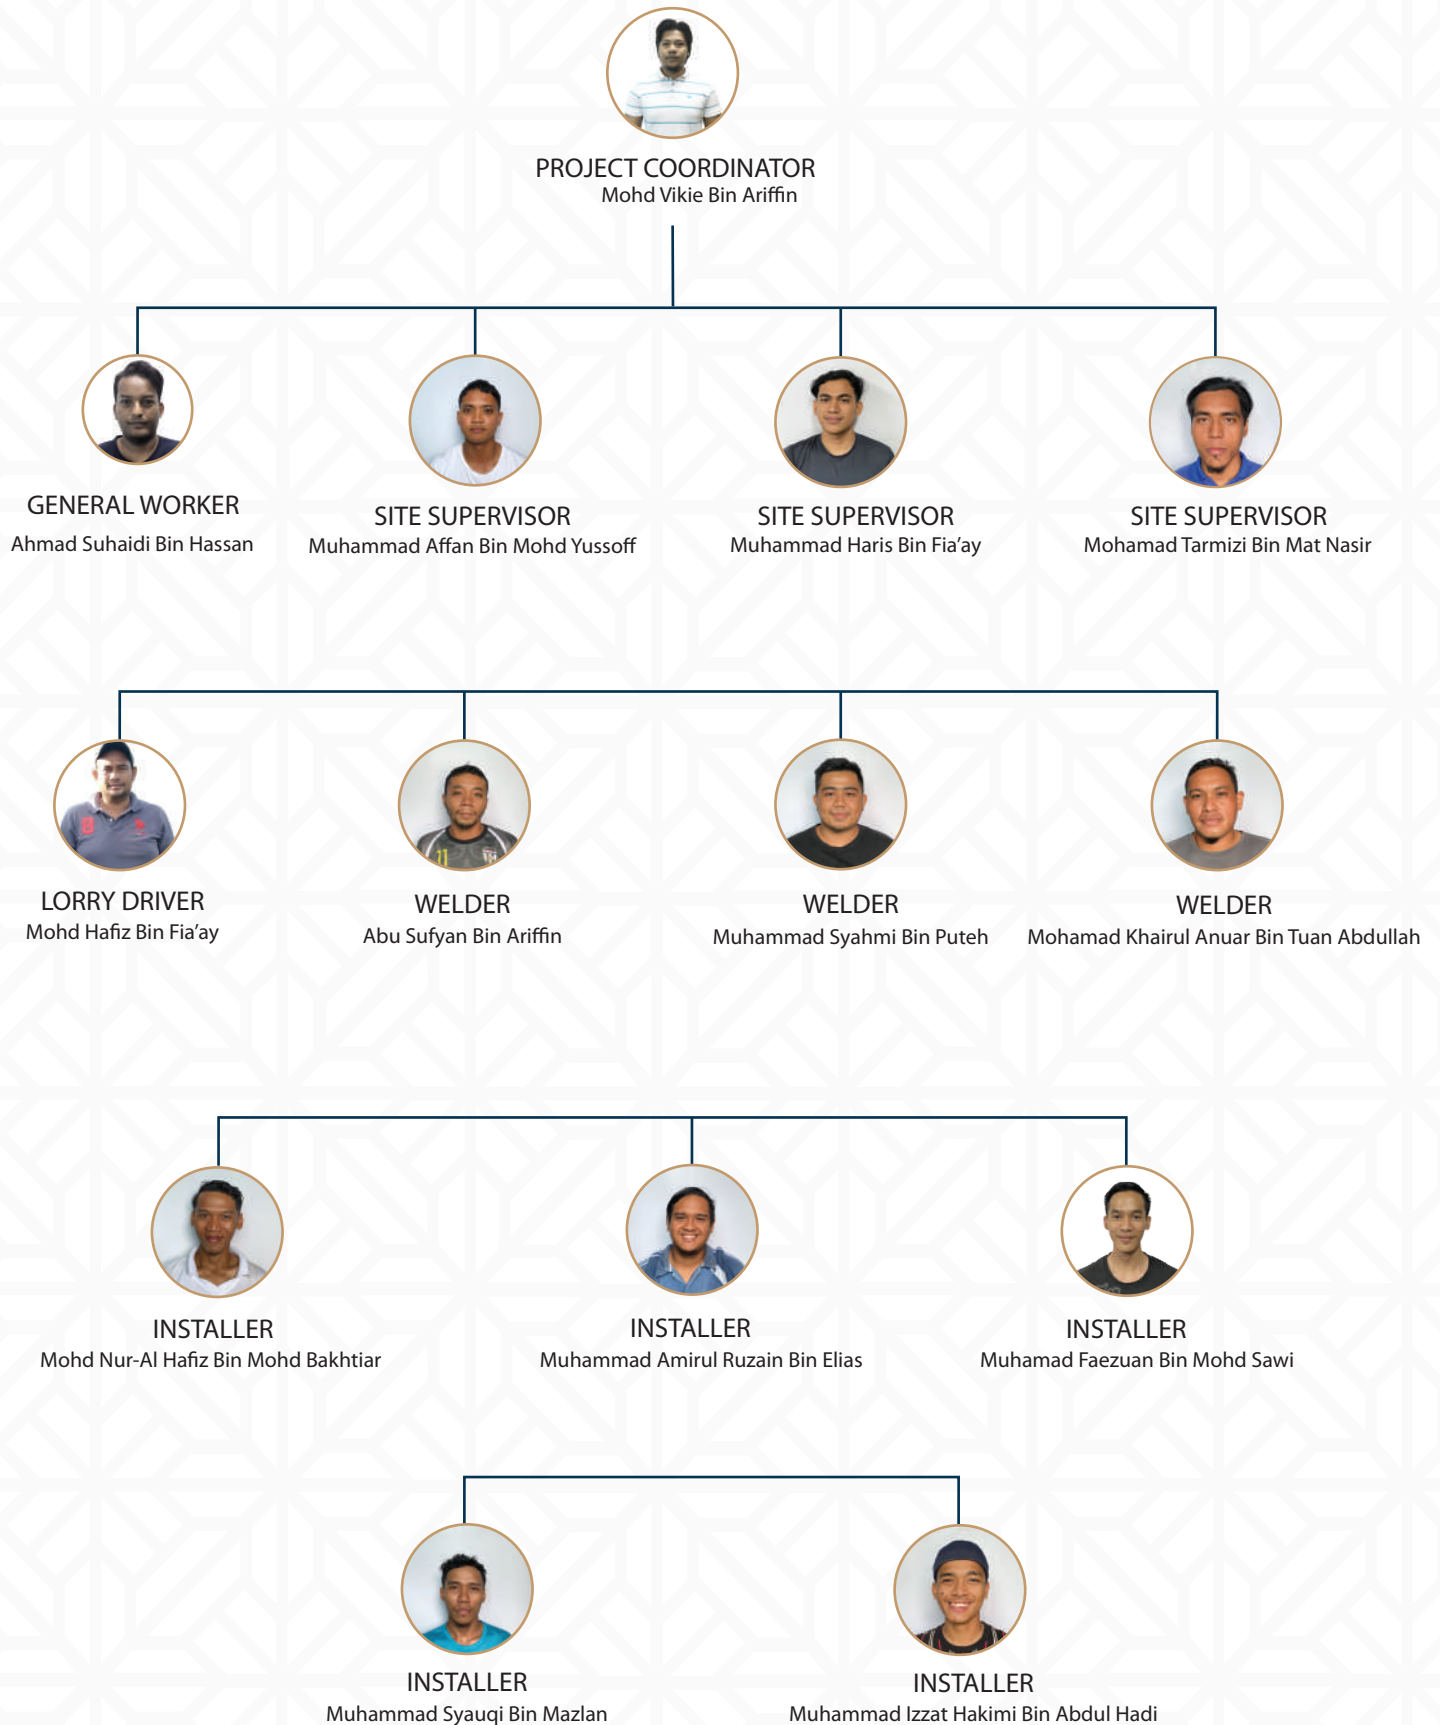 PROJECT COORDINATOR
Mohd Vikie Bin Ariffin
GENERAL WORKER
Ahmad Suhaidi Bin Hassan
SITE SUPERVISOR
Muhammad Affan Bin Mohd Yussoff
SITE SUPERVISOR
Muhammad Haris Bin Fia’ay
SITE SUPERVISOR
Mohamad Tarmizi Bin Mat Nasir
LORRY DRIVER
Mohd Hafiz Bin Fia’ay
WELDER
Abu Sufyan Bin Ariffin
WELDER
Muhammad Syahmi Bin Puteh
WELDER
Mohamad Khairul Anuar Bin Tuan Abdullah
INSTALLER
Mohd Nur-Al Hafiz Bin Mohd Bakhtiar
INSTALLER
Muhammad Amirul Ruzain Bin Elias
INSTALLER
Muhamad Faezuan Bin Mohd Sawi
INSTALLER
Muhammad Syauqi Bin Mazlan
INSTALLER
Muhammad Izzat Hakimi Bin Abdul Hadi